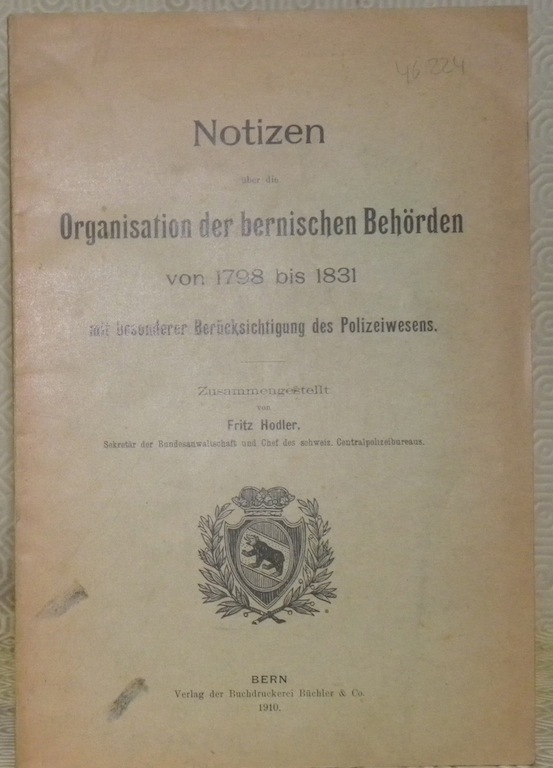 46224
Notizen
über die
Organisation der bernischen Behörden
von 1798 bis 1831
mit besonderer Berücksichtigung des Polizeiwesens.
Zusammengestellt
von
Fritz Hodler,
Sekretär der Bundesanwaltschaft und Chef des schweiz. Centralpolizeibureaus.
BERN
Verlag der Buchdruckerei Büchler & Co.
1910.